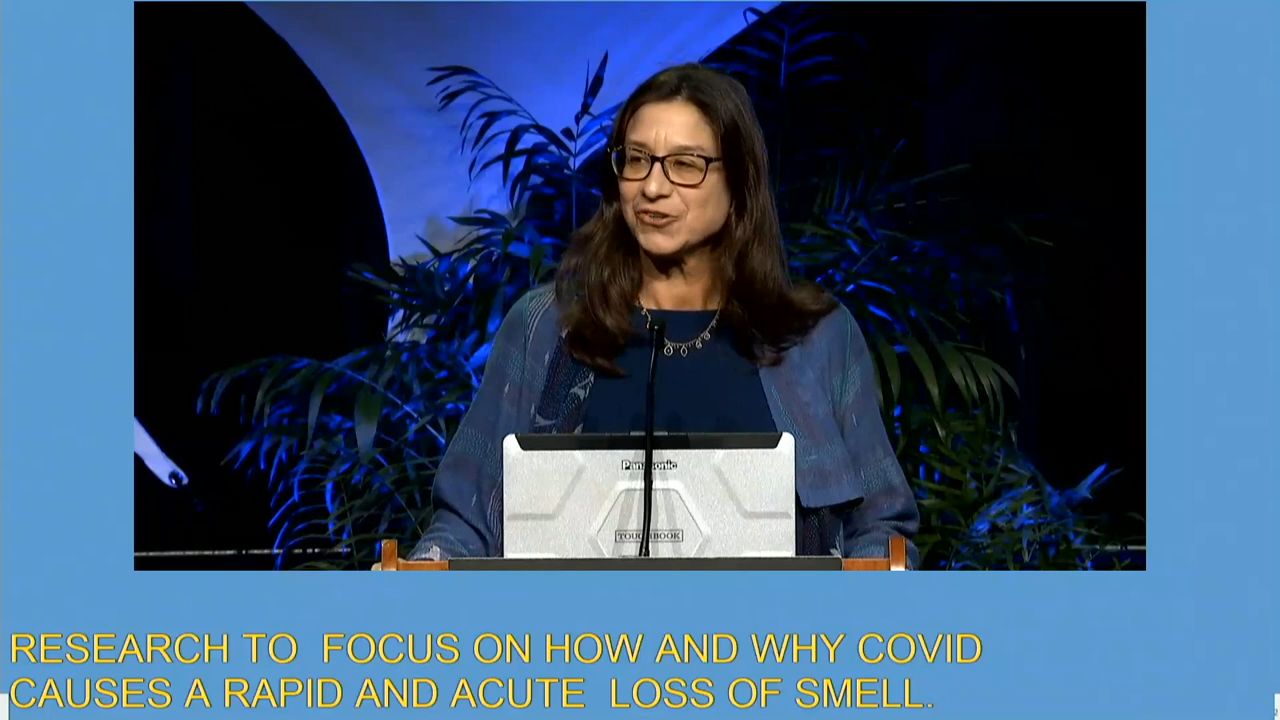 Panasonic
TOUGHBOOK
RESEARCH TO FOCUS ON HOW AND WHY COVID
CAUSES A RAPID AND ACUTE LOSS OF SMELL.